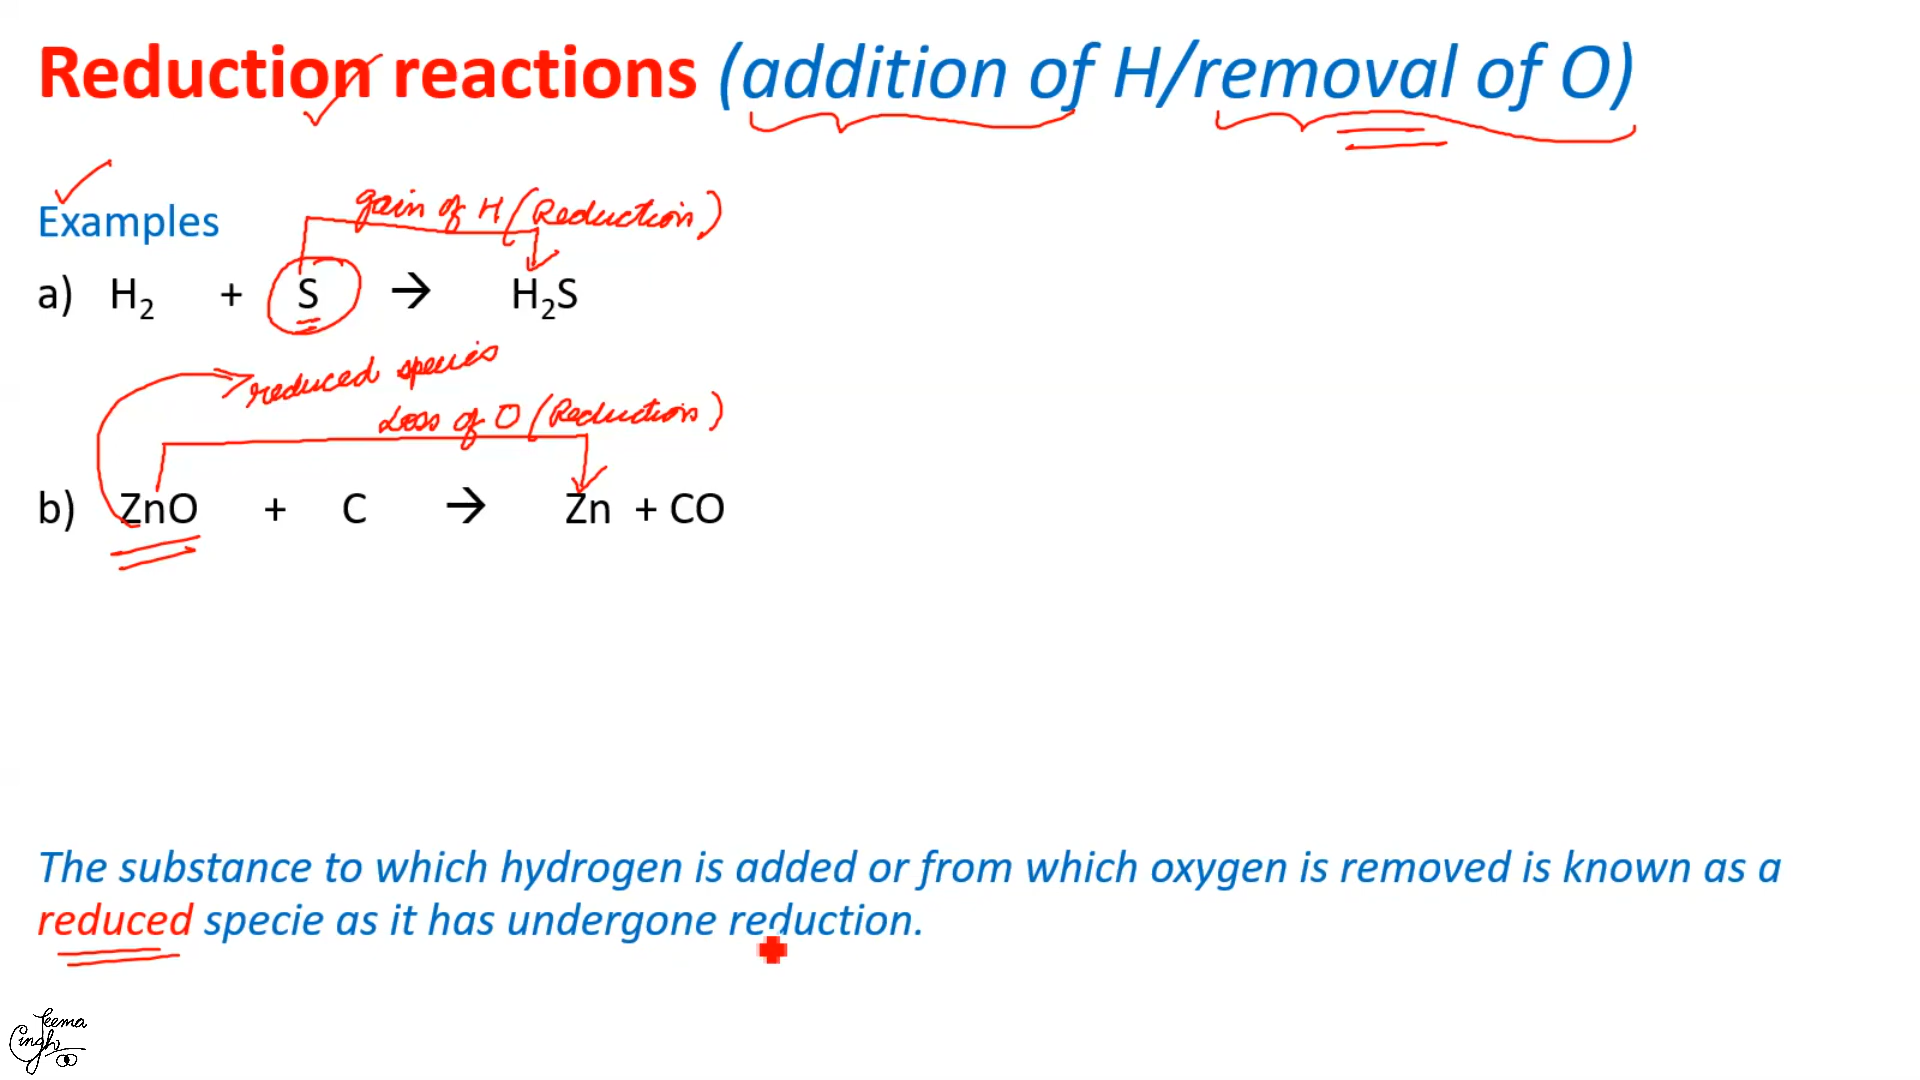 Reduction reactions (addition of H/removal of O)
gain of H (Reduction)
Examples
a) H₂ + S → H₂S
reduced species
Loss of O (Reduction)
b) ZnO + C → Zn + CO
The substance to which hydrogen is added or from which oxygen is removed is known as a
reduced specie as it has undergone reduction.